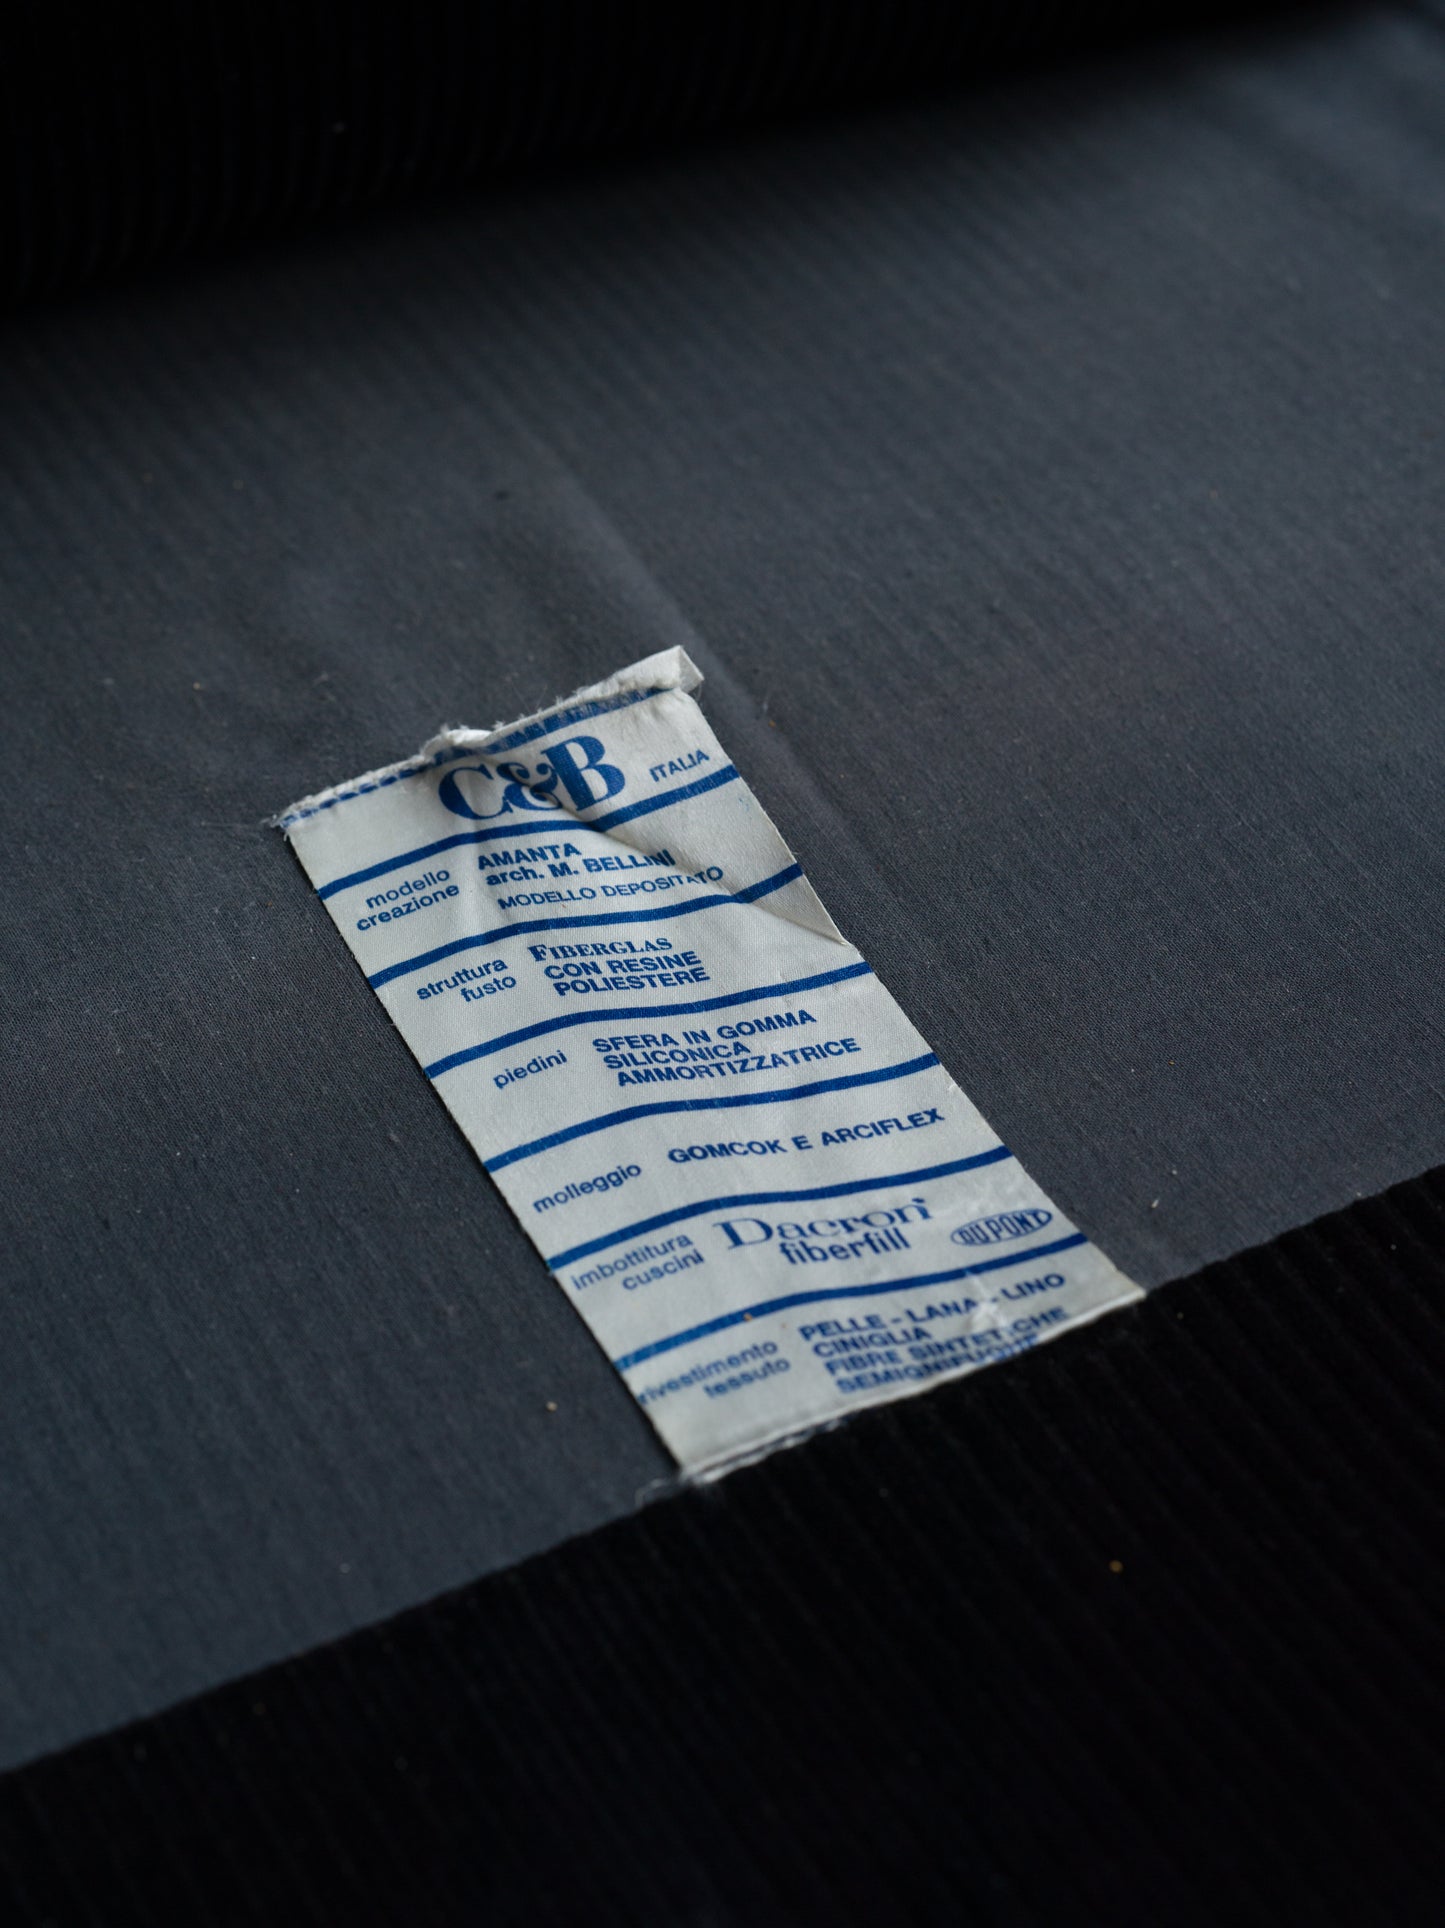 C&B ITALIA
modello AMANTA
creazione arch. M. BELLINI
MODELLO DEPOSITATO
struttura FIBERGLAS
fusto CON RESINE
POLIESTERE
piedini SFERA IN GOMMA
SILICONICA
AMMORTIZZATRICE
molleggio GOMCOK E ARCIFLEX
imbottitura Dacron
cuscini fiberfill DU PONT
rivestimento PELLE - LANA - LINO
tessuto CINIGLIA
FIBRE SINTETICHE
SEMIGNIFUGHE